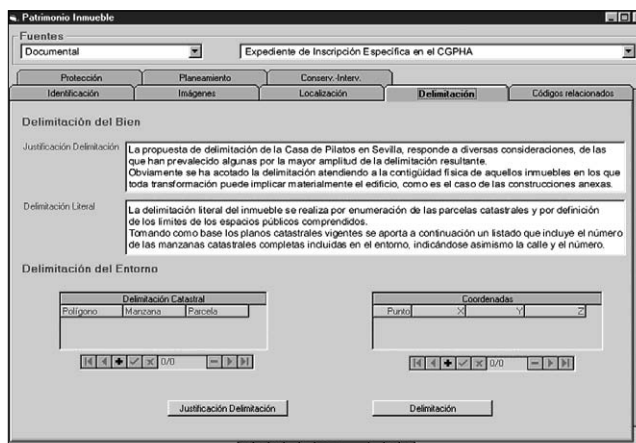 Patrimonio Inmueble
Fuentes
Documental
Expediente de Inscripción Específica en el CGPHA
Protección
Planeamiento
Conserv.-Interv.
Identificación
Imágenes
Localización
Delimitación
Códigos relacionados
Delimitación del Bien
Justificación Delimitación
La propuesta de delimitación de la Casa de Pilatos en Sevilla, responde a diversas consideraciones, de las
que han prevalecido algunas por la mayor amplitud de la delimitación resultante.
Obviamente se ha acotado la delimitación atendiendo a la contigüidad física de aquellos inmuebles en los que
toda transformación puede implicar materialmente el edificio, como es el caso de las construcciones anexas.
Delimitación Literal
La delimitación literal del inmueble se realiza por enumeración de las parcelas catastrales y por definición
de los limites de los espacios públicos comprendidos.
Tomando como base los planos catastrales vigentes se aporta a continuación un listado que incluye el número
de las manzanas catastrales completas incluidas en el entorno, indicándose asimismo la calle y el número.
Delimitación del Entorno
Delimitación Catastral
Polígono Manzana Parcela
0/0
Coordenadas
Punto X Y Z
0/0
Justificación Delimitación
Delimitación